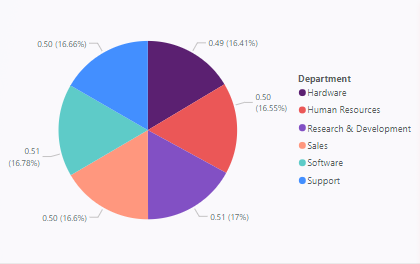 0.50 (16.66%)
0.49 (16.41%)
0.50
(16.55%)
0.51
(16.78%)
0.50 (16.6%)
0.51 (17%)
Department
Hardware
Human Resources
Research & Development
Sales
Software
Support